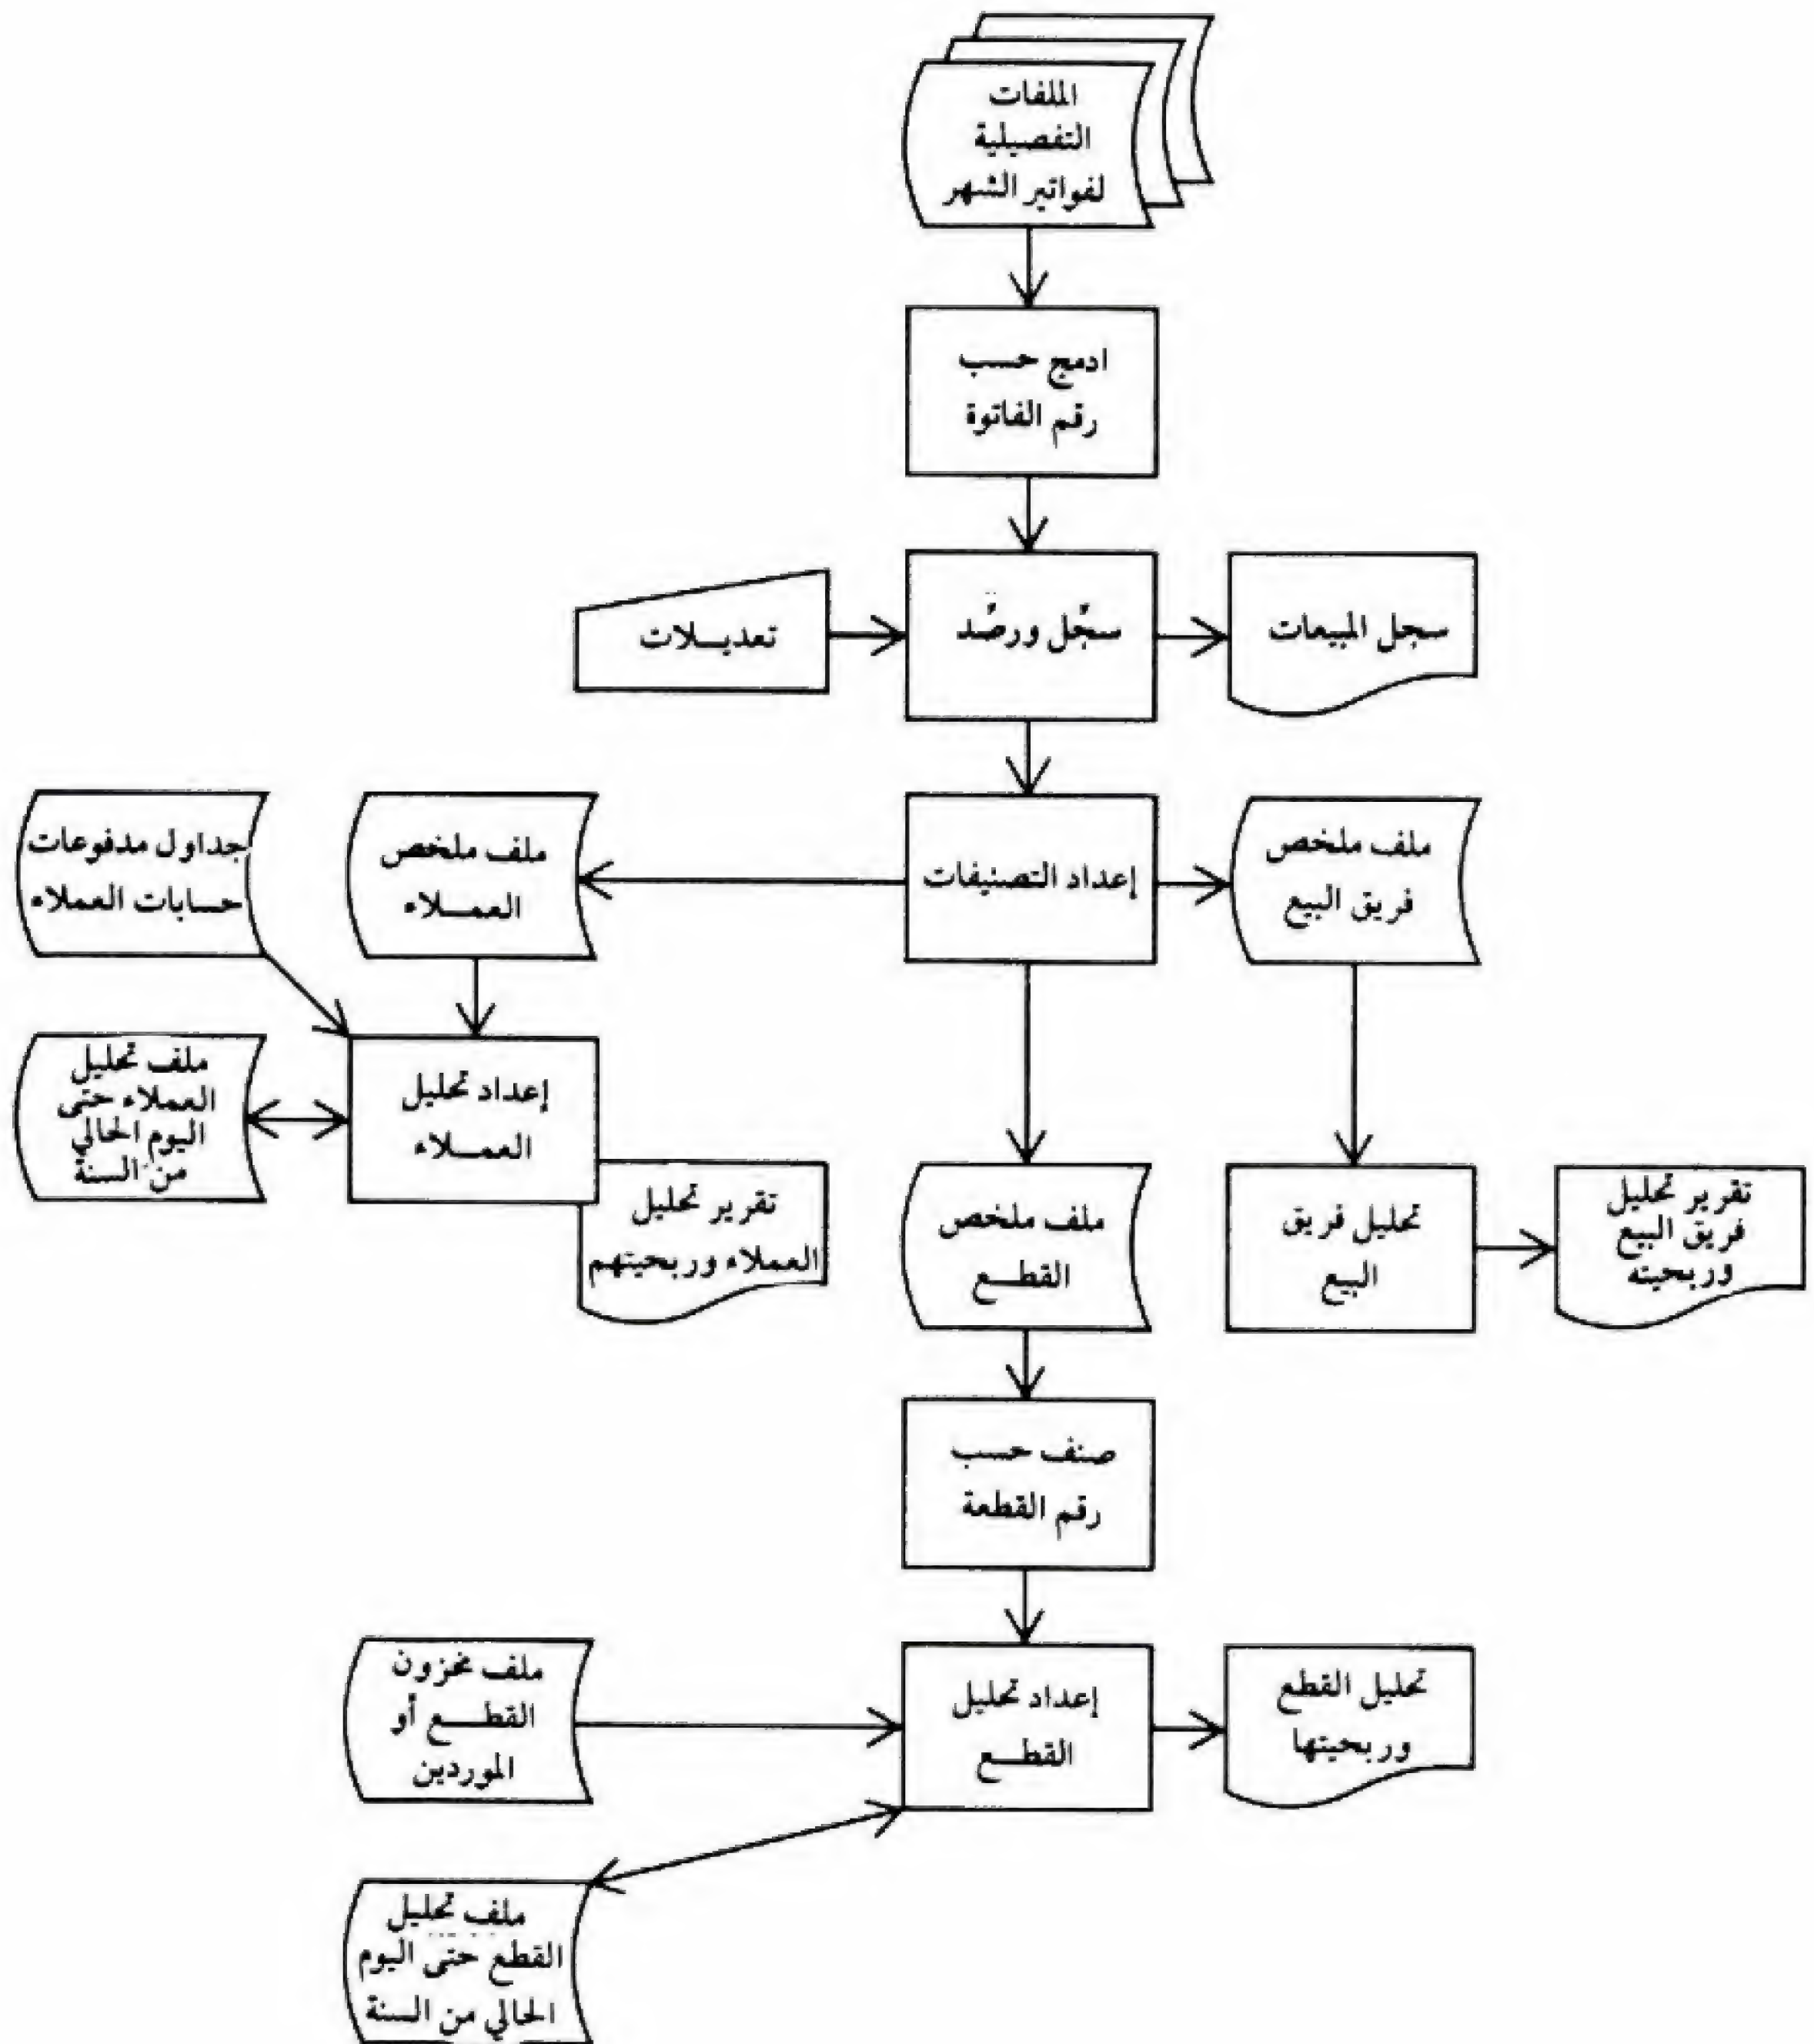 الملفات
التفصيلية
لفواتير الشهر
ادمج حسب
رقم الفاتوة
تعديلات
سجّل ورصّد
سجل المبيعات
جداول مدفوعات
حسابات العملاء
ملف ملخص
العملاء
إعداد التصنيفات
ملف ملخص
فريق البيع
ملف تحليل
العملاء حتى
اليوم الحالي
من السنة
إعداد تحليل
العملاء
تقرير تحليل
العملاء وربحيتهم
ملف ملخص
القطع
تحليل فريق
البيع
تقرير تحليل
فريق البيع
وربحيته
صنف حسب
رقم القطعة
ملف مخزون
القطع أو
الموردين
إعداد تحليل
القطع
تحليل القطع
وربحيتها
ملف تحليل
القطع حتى اليوم
الحالي من السنة